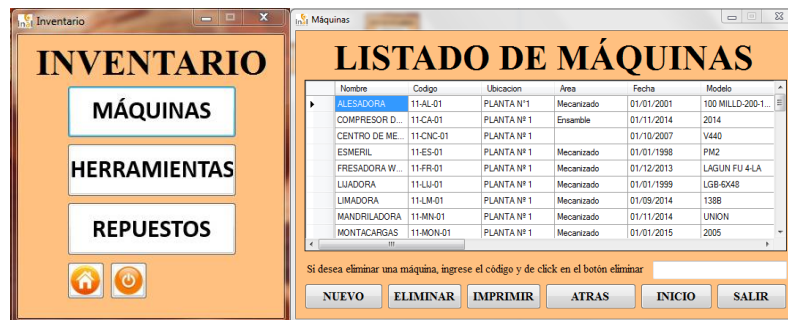 Inventario
INVENTARIO
MÁQUINAS
HERRAMIENTAS
REPUESTOS
Máquinas
LISTADO DE MÁQUINAS
Nombre Codigo Ubicacion Area Fecha Modelo
ALESADORA 11-AL-01 PLANTA N°1 Mecanizado 01/01/2001 100 MILLD-200-1...
COMPRESOR D... 11-CA-01 PLANTA Nº 1 Ensamble 01/11/2014 2014
CENTRO DE ME... 11-CNC-01 PLANTA Nº 1 01/10/2007 V440
ESMERIL 11-ES-01 PLANTA Nº 1 Mecanizado 01/01/1998 PM2
FRESADORA W... 11-FR-01 PLANTA Nº 1 Mecanizado 01/12/2013 LAGUN FU 4-LA
LIJADORA 11-LIJ-01 PLANTA Nº 1 Mecanizado 01/01/1999 LGB-6X48
LIMADORA 11-LM-01 PLANTA Nº 1 Mecanizado 01/09/2014 138B
MANDRILADORA 11-MN-01 PLANTA Nº 1 Mecanizado 01/11/2014 UNION
MONTACARGAS 11-MON-01 PLANTA Nº 1 Mecanizado 01/01/2015 2005
Si desea eliminar una máquina, ingrese el código y de click en el botón eliminar
NUEVO ELIMINAR IMPRIMIR ATRAS INICIO SALIR